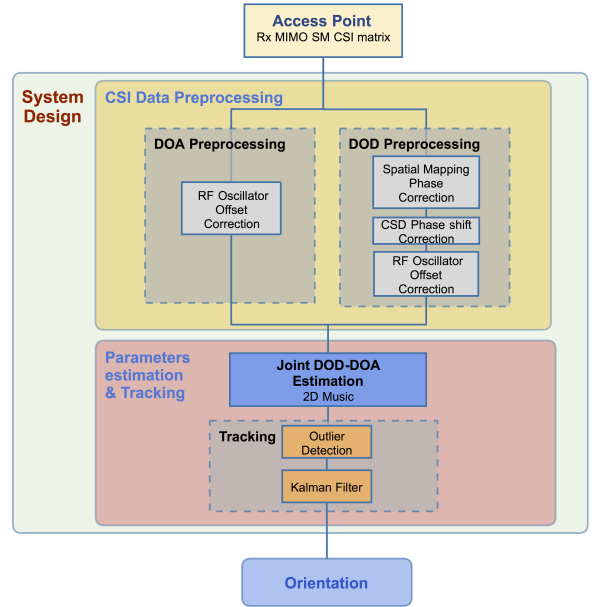 Access Point
Rx MIMO SM CSI matrix
System
Design
CSI Data Preprocessing
DOA Preprocessing
RF Oscillator
Offset
Correction
DOD Preprocessing
Spatial Mapping
Phase
Correction
CSD Phase shift
Correction
RF Oscillator
Offset
Correction
Parameters
estimation
& Tracking
Joint DOD-DOA
Estimation
2D Music
Tracking
Outlier
Detection
Kalman Filter
Orientation